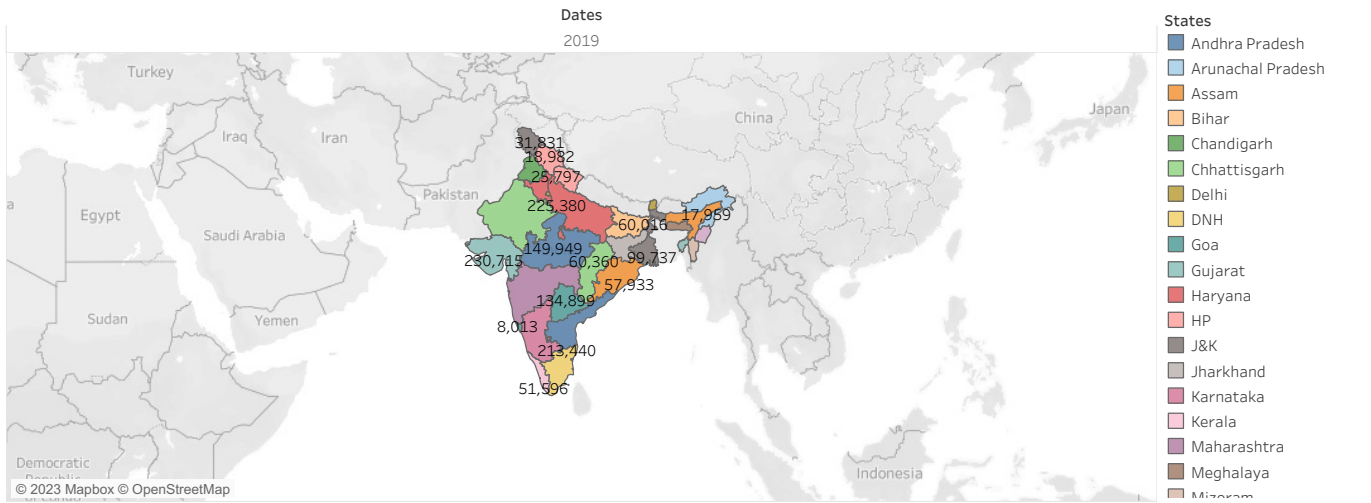 Dates
2019
Turkey
Iraq
Iran
Pakistan
China
Japan
Egypt
Saudi Arabia
Sudan
Yemen
Democratic
Indonesia
31,831
18,982
25,797
225,380
60,016
17,959
149,949
230,715
60,360
99,737
57,933
134,899
8,013
213,440
51,596
© 2023 Mapbox © OpenStreetMap
States
Andhra Pradesh
Arunachal Pradesh
Assam
Bihar
Chandigarh
Chhattisgarh
Delhi
DNH
Goa
Gujarat
Haryana
HP
J&K
Jharkhand
Karnataka
Kerala
Maharashtra
Meghalaya
Mizoram